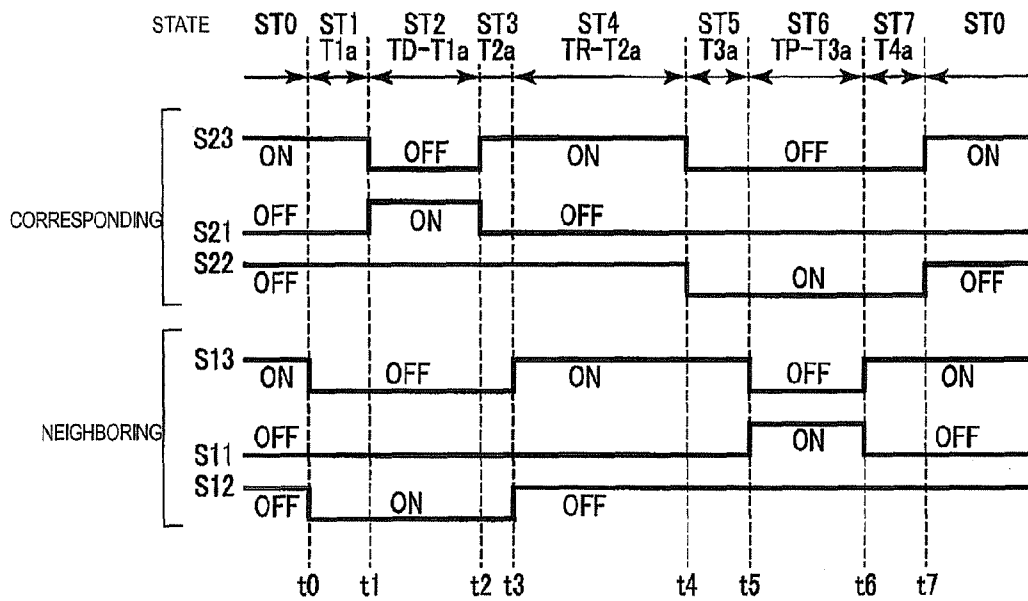 STATE ST0 ST1 ST2 ST3 ST4 ST5 ST6 ST7 ST0
T1a TD-T1a T2a TR-T2a T3a TP-T3a T4a
CORRESPONDING
S23 ON OFF ON OFF ON
S21 OFF ON OFF
S22 OFF ON OFF
NEIGHBORING
S13 ON OFF ON OFF ON
S11 OFF ON OFF
S12 OFF ON OFF
t0 t1 t2 t3 t4 t5 t6 t7